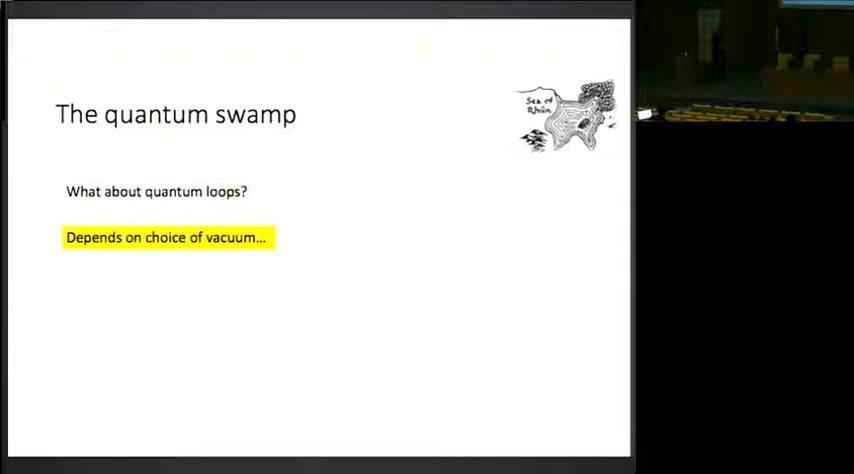 The quantum swamp
Sea of
Rhûn
What about quantum loops?
Depends on choice of vacuum...